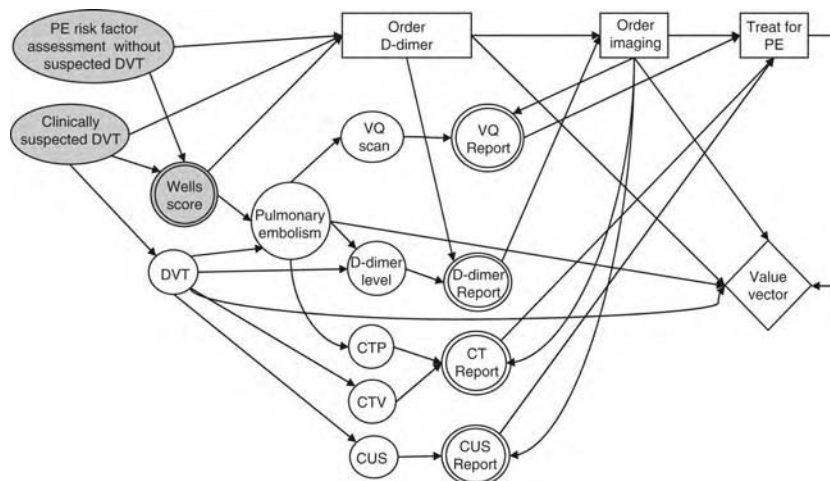 PE risk factor
assessment without
suspected DVT
Order
D-dimer
Order
imaging
Treat for
PE
Clinically
suspected DVT
VQ
scan
VQ
Report
Wells
score
Pulmonary
embolism
DVT
D-dimer
level
D-dimer
Report
Value
vector
CTP
CT
Report
CTV
CUS
CUS
Report